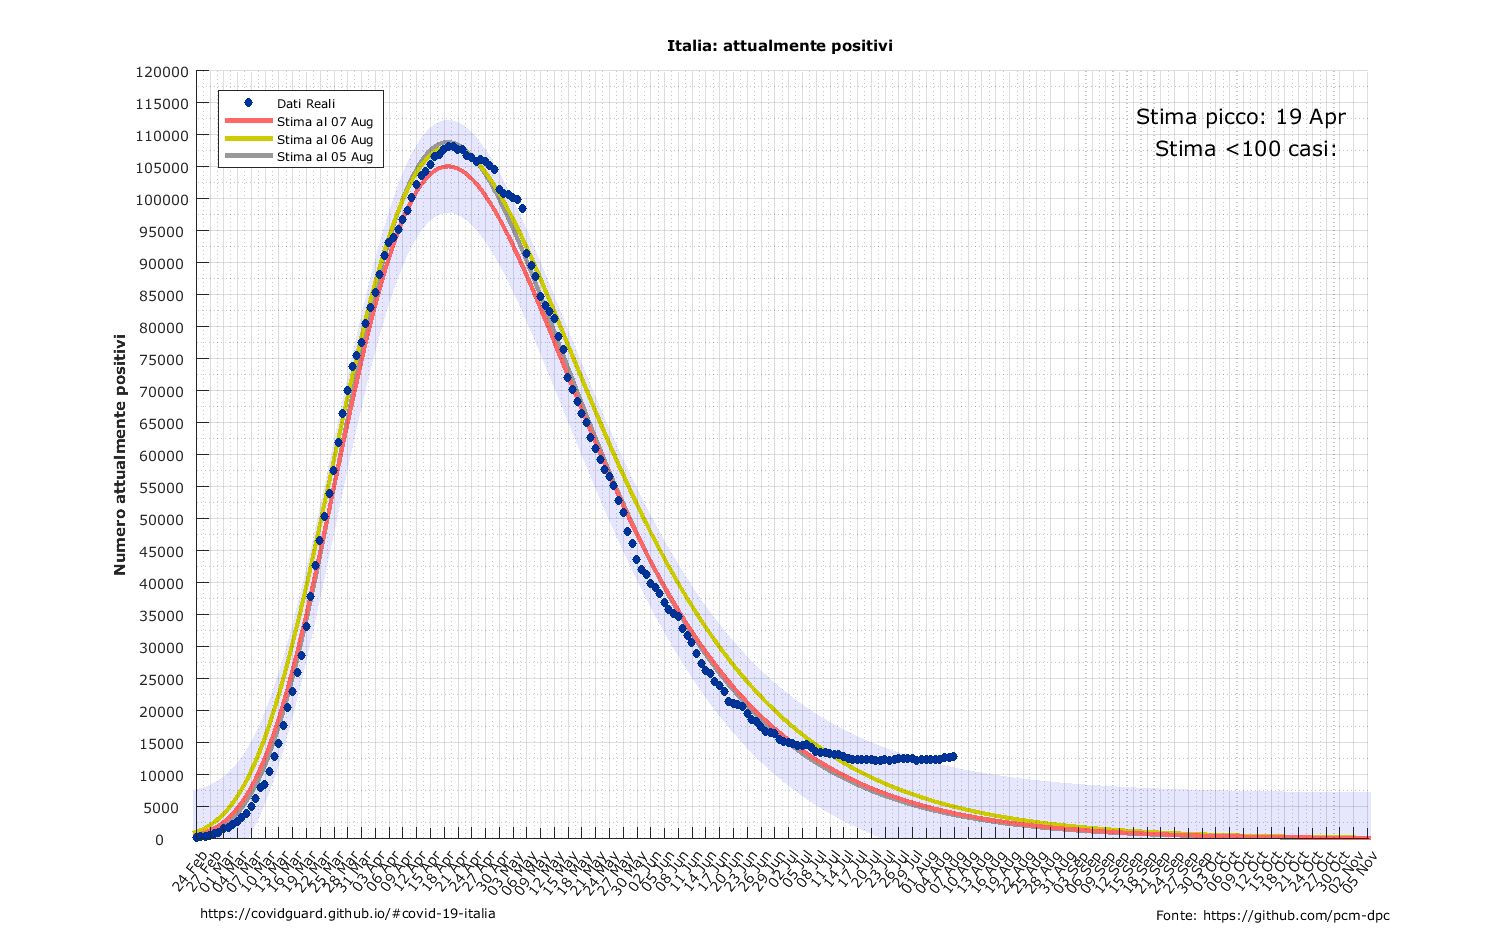 Italia: attualmente positivi
Dati Reali
Stima al 07 Aug
Stima al 06 Aug
Stima al 05 Aug
Stima picco: 19 Apr
Stima <100 casi:
Numero attualmente positivi
120000
115000
110000
105000
100000
95000
90000
85000
80000
75000
70000
65000
60000
55000
50000
45000
40000
35000
30000
25000
20000
15000
10000
5000
0
24 Feb
27 Feb
01 Mar
04 Mar
07 Mar
10 Mar
13 Mar
16 Mar
19 Mar
22 Mar
25 Mar
28 Mar
31 Mar
03 Apr
06 Apr
09 Apr
12 Apr
15 Apr
18 Apr
21 Apr
24 Apr
27 Apr
30 Apr
03 May
06 May
09 May
12 May
15 May
18 May
21 May
24 May
27 May
30 May
02 Jun
05 Jun
08 Jun
11 Jun
14 Jun
17 Jun
20 Jun
23 Jun
26 Jun
29 Jun
02 Jul
05 Jul
08 Jul
11 Jul
14 Jul
17 Jul
20 Jul
23 Jul
26 Jul
29 Jul
01 Aug
04 Aug
07 Aug
10 Aug
13 Aug
16 Aug
19 Aug
22 Aug
25 Aug
28 Aug
31 Aug
03 Sep
06 Sep
09 Sep
12 Sep
15 Sep
18 Sep
21 Sep
24 Sep
27 Sep
30 Sep
03 Oct
06 Oct
09 Oct
12 Oct
15 Oct
18 Oct
21 Oct
24 Oct
27 Oct
30 Oct
02 Nov
05 Nov
https://covidguard.github.io/#covid-19-italia
Fonte: https://github.com/pcm-dpc